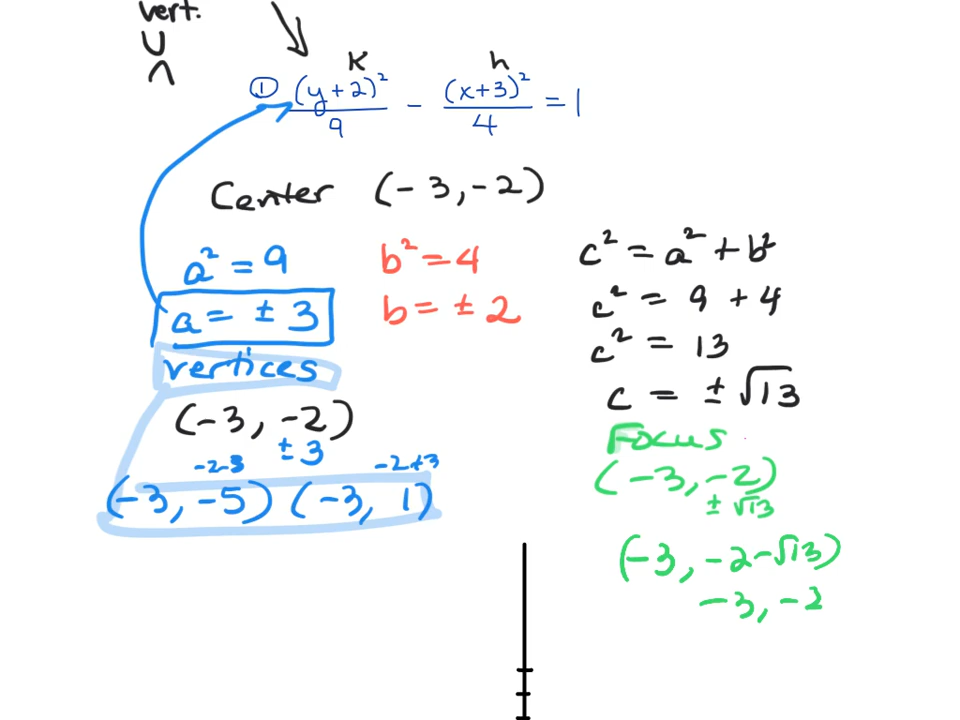 vert.
∪
∩
K h
① (y+2)²/9 - (x+3)²/4 = 1
Center (-3,-2)
a² = 9
a = ± 3
vertices
(-3, -2)
± 3
-2-3 -2+3
(-3, -5) (-3, 1)
b² = 4
b = ± 2
c² = a² + b²
c² = 9 + 4
c² = 13
c = ± √13
Focus
(-3, -2)
± √13
(-3, -2-√13)
-3, -2